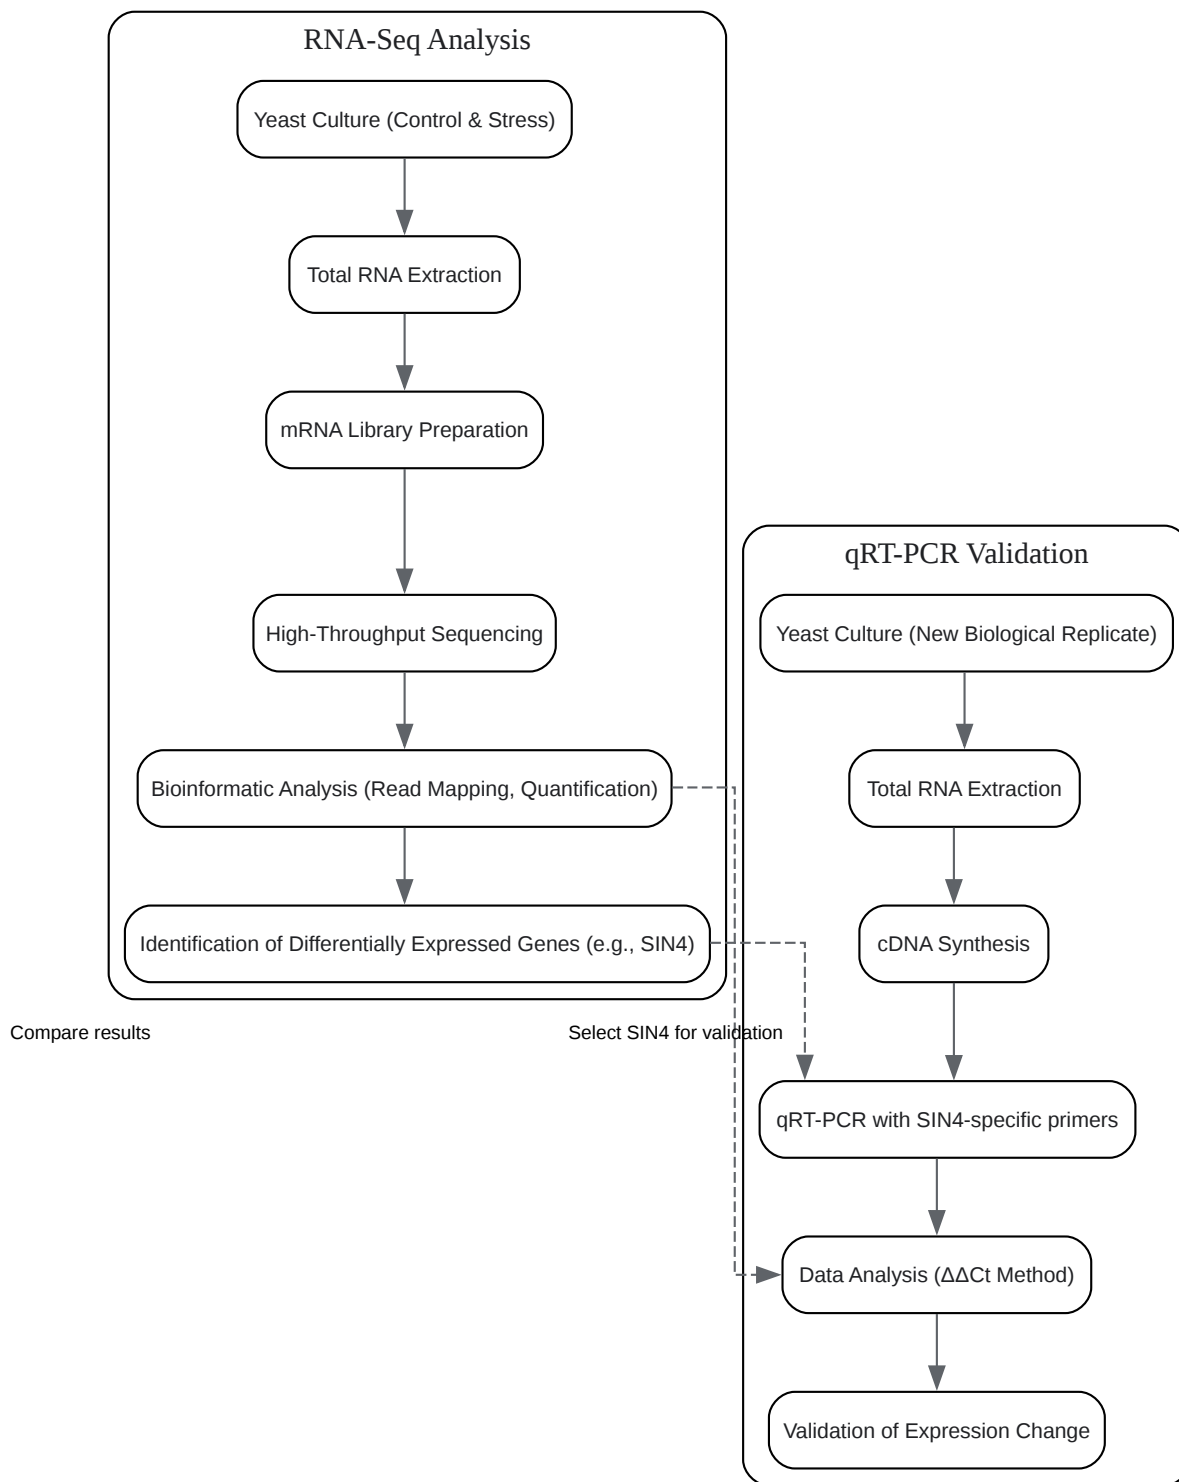 RNA-Seq Analysis
Yeast Culture (Control & Stress)
Total RNA Extraction
mRNA Library Preparation
High-Throughput Sequencing
Bioinformatic Analysis (Read Mapping, Quantification)
Identification of Differentially Expressed Genes (e.g., SIN4)
Compare results
Select SIN4 for validation
qRT-PCR Validation
Yeast Culture (New Biological Replicate)
Total RNA Extraction
cDNA Synthesis
qRT-PCR with SIN4-specific primers
Data Analysis (ΔΔCt Method)
Validation of Expression Change